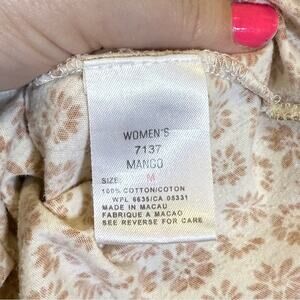 WOMEN'S
7137
MANGO
SIZE: M
100% COTTON/COTON
WPL 6635/CA 05331
MADE IN MACAU
FABRIQUE A MACAO
SEE REVERSE FOR CARE